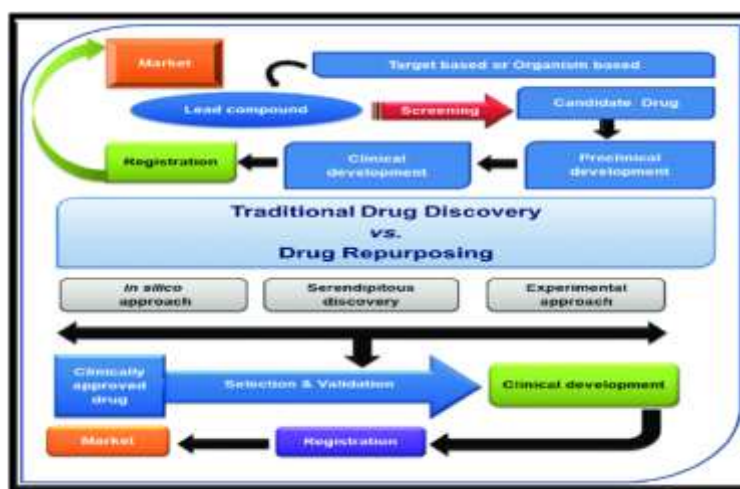 Market
Target based or Organism based
Lead compound
Screening
Candidate Drug
Registration
Clinical
development
Preclinical
development
Traditional Drug Discovery
vs.
Drug Repurposing
In silico
approach
Serendipitous
discovery
Experimental
approach
Clinically
approved
drug
Selection & Validation
Clinical development
Market
Registration